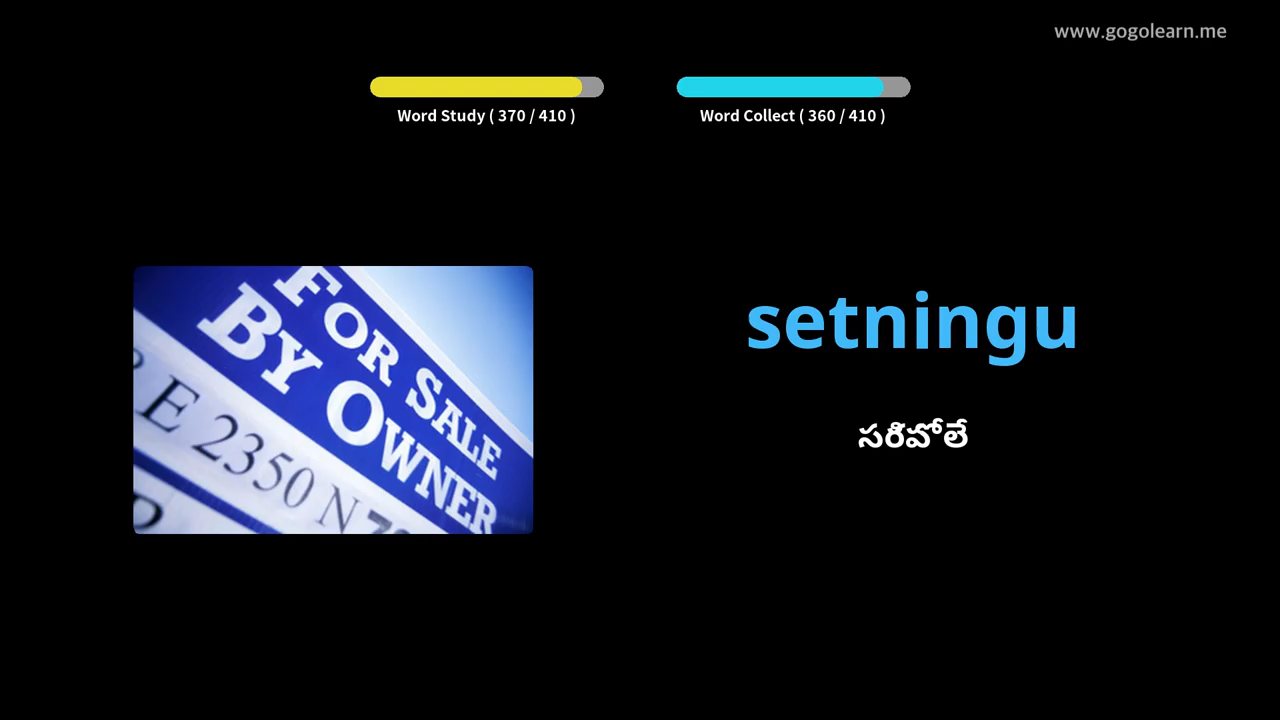 www.gogolearn.me
Word Study ( 370 / 410 )
Word Collect ( 360 / 410 )
FOR SALE
BY OWNER
E 2350 N
setningu
సరిపోలే